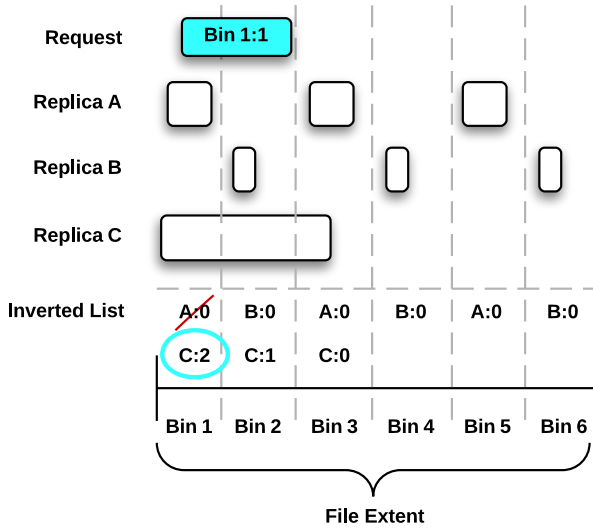 Request Bin 1:1
Replica A
Replica B
Replica C
Inverted List A:0 B:0 A:0 B:0 A:0 B:0
C:2 C:1 C:0
Bin 1 Bin 2 Bin 3 Bin 4 Bin 5 Bin 6
File Extent